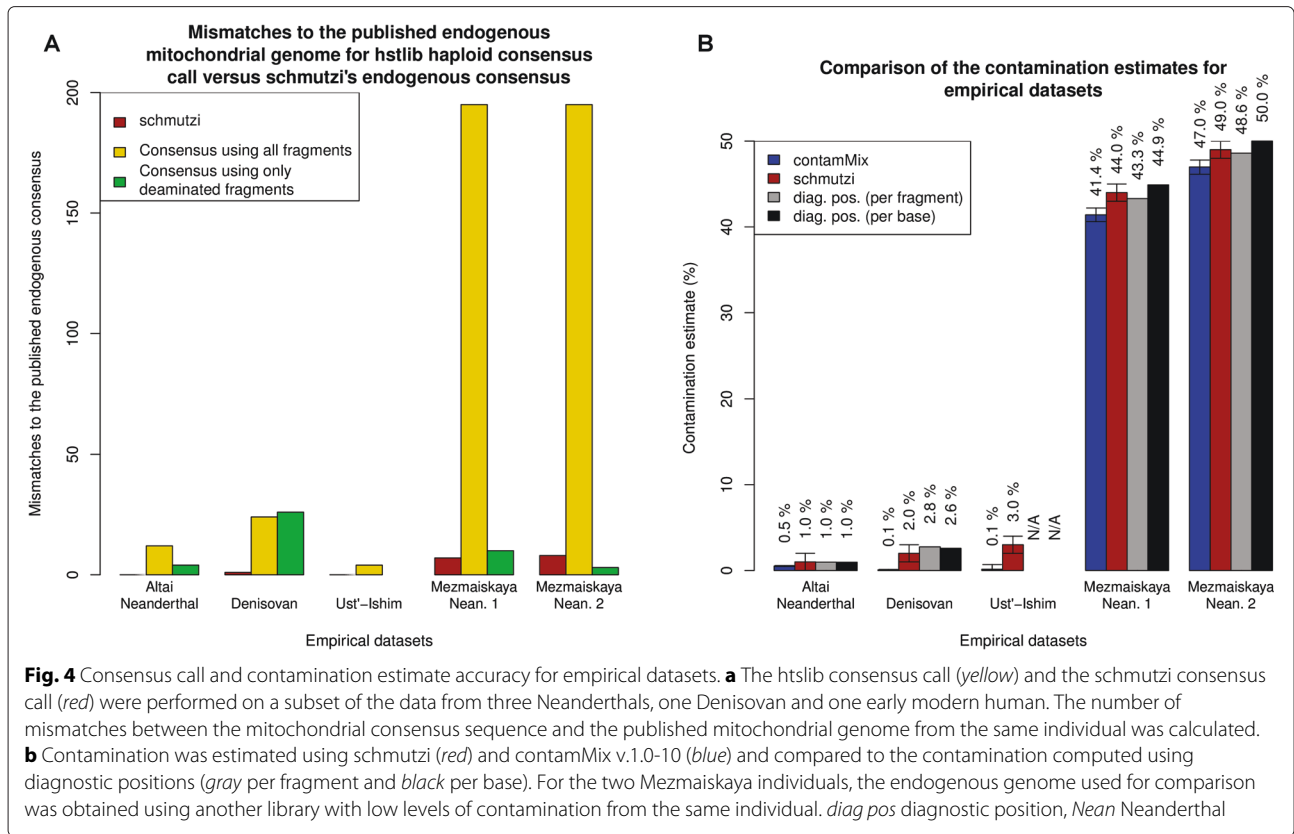 A
Mismatches to the published endogenous
mitochondrial genome for hstlib haploid consensus
call versus schmutzi's endogenous consensus
schmutzi
Consensus using all fragments
Consensus using only
deaminated fragments
Mismatches to the published endogenous consensus
200
150
100
50
0
Altai
Neanderthal
Denisovan
Ust'-Ishim
Mezmaiskaya
Nean. 1
Mezmaiskaya
Nean. 2
Empirical datasets
B
Comparison of the contamination estimates for
empirical datasets
contamMix
schmutzi
diag. pos. (per fragment)
diag. pos. (per base)
Contamination estimate (%)
50
40
30
20
10
0
0.5 %
1.0 %
1.0 %
1.0 %
0.1 %
2.0 %
2.8 %
2.6 %
0.1 %
3.0 %
N/A
N/A
41.4 %
44.0 %
43.3 %
44.9 %
47.0 %
49.0 %
48.6 %
50.0 %
Altai
Neanderthal
Denisovan
Ust'-Ishim
Mezmaiskaya
Nean. 1
Mezmaiskaya
Nean. 2
Empirical datasets
Fig. 4 Consensus call and contamination estimate accuracy for empirical datasets. a The htslib consensus call (yellow) and the schmutzi consensus
call (red) were performed on a subset of the data from three Neanderthals, one Denisovan and one early modern human. The number of
mismatches between the mitochondrial consensus sequence and the published mitochondrial genome from the same individual was calculated.
b Contamination was estimated using schmutzi (red) and contamMix v.1.0-10 (blue) and compared to the contamination computed using
diagnostic positions (gray per fragment and black per base). For the two Mezmaiskaya individuals, the endogenous genome used for comparison
was obtained using another library with low levels of contamination from the same individual. diag pos diagnostic position, Nean Neanderthal